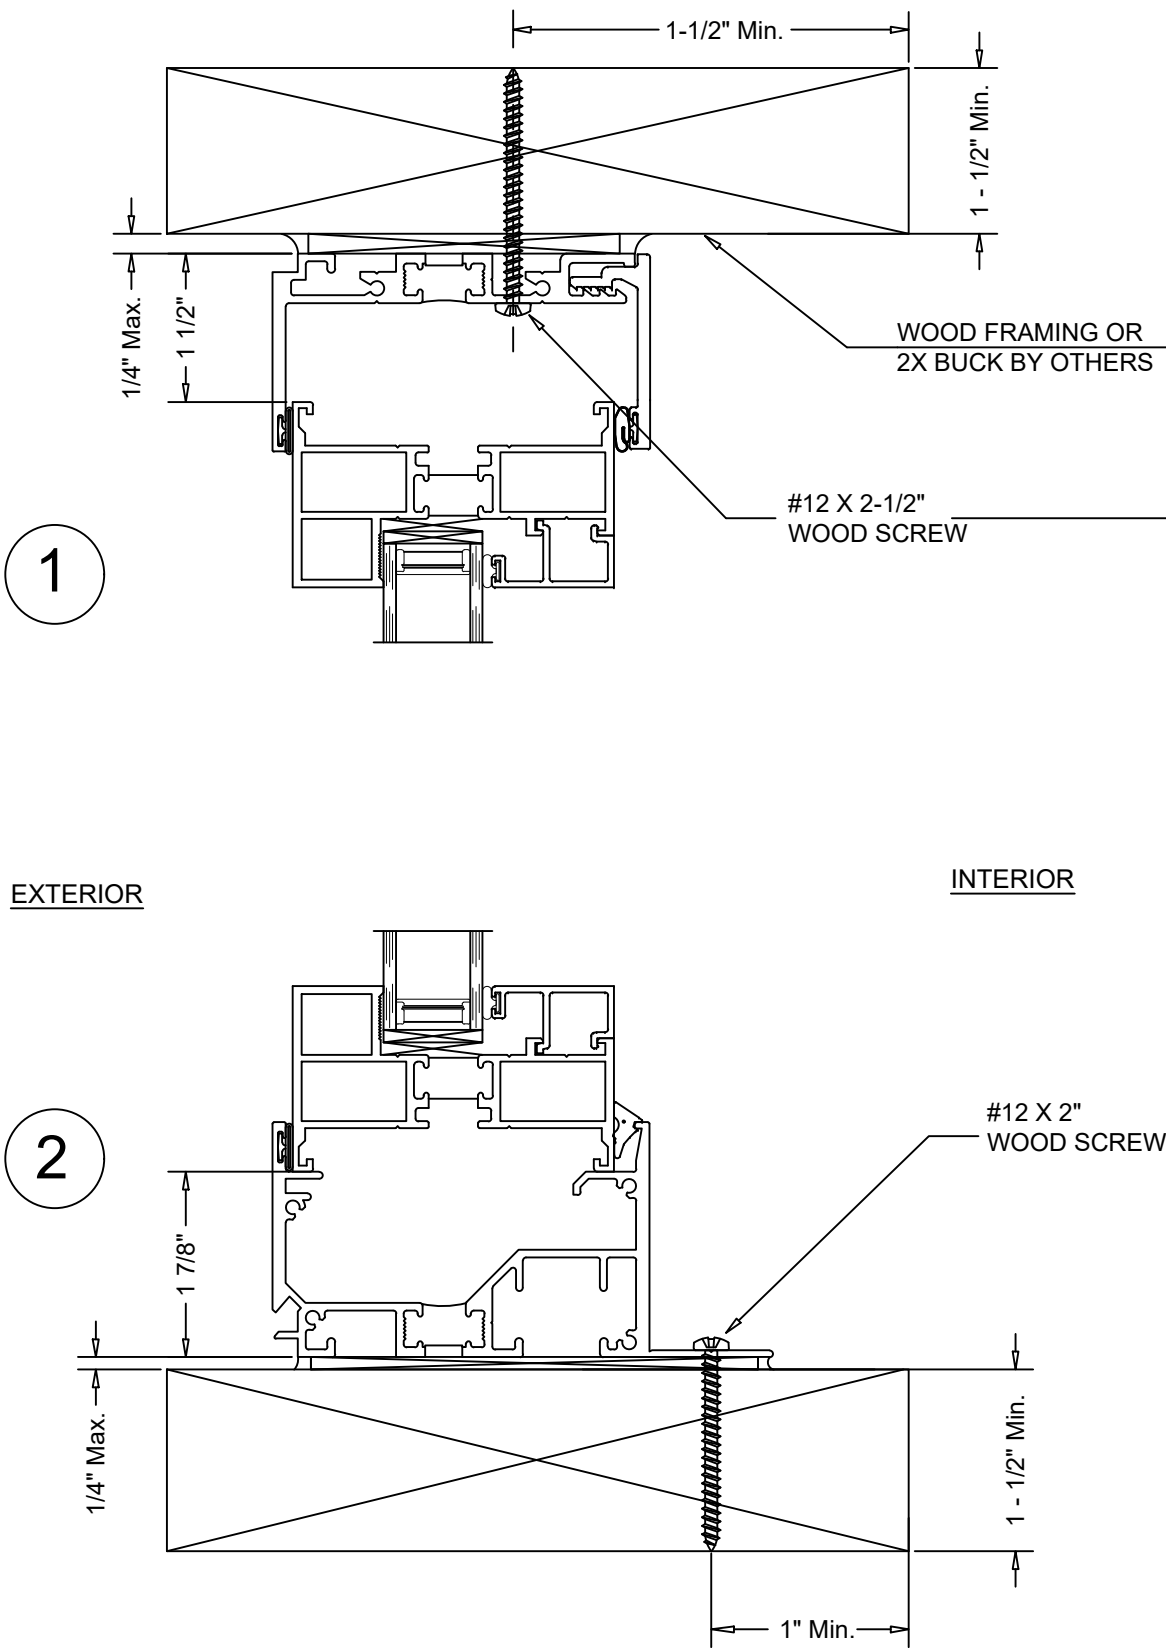 1-1/2" Min.
1 - 1/2" Min.
1/4" Max.
1 1/2"
WOOD FRAMING OR
2X BUCK BY OTHERS
#12 X 2-1/2"
WOOD SCREW
1
EXTERIOR
INTERIOR
#12 X 2"
WOOD SCREW
2
1 7/8"
1/4" Max.
1 - 1/2" Min.
1" Min.